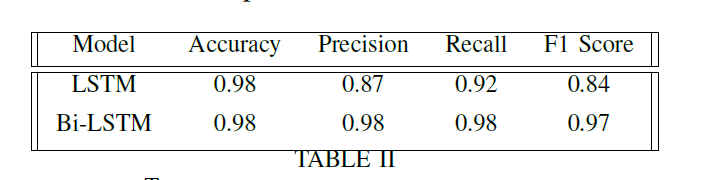 Model Accuracy Precision Recall F1 Score
LSTM 0.98 0.87 0.92 0.84
Bi-LSTM 0.98 0.98 0.98 0.97
TABLE II